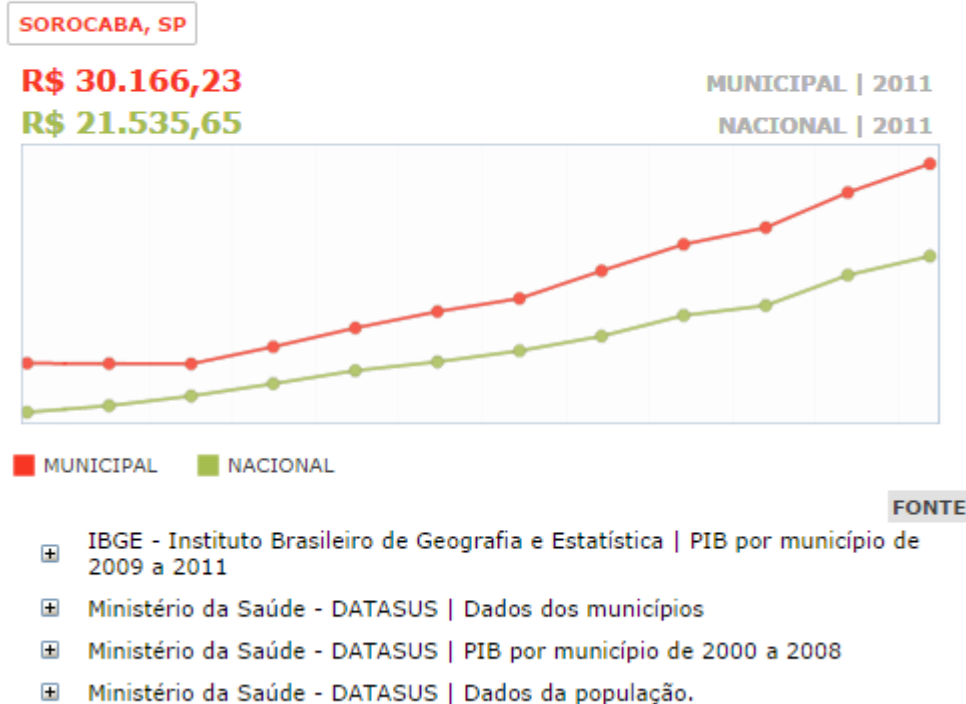 SOROCABA, SP
R$ 30.166,23
MUNICIPAL | 2011
R$ 21.535,65
NACIONAL | 2011
MUNICIPAL
NACIONAL
FONTE
IBGE - Instituto Brasileiro de Geografia e Estatística | PIB por município de
2009 a 2011
Ministério da Saúde - DATASUS | Dados dos municípios
Ministério da Saúde - DATASUS | PIB por município de 2000 a 2008
Ministério da Saúde - DATASUS | Dados da população.